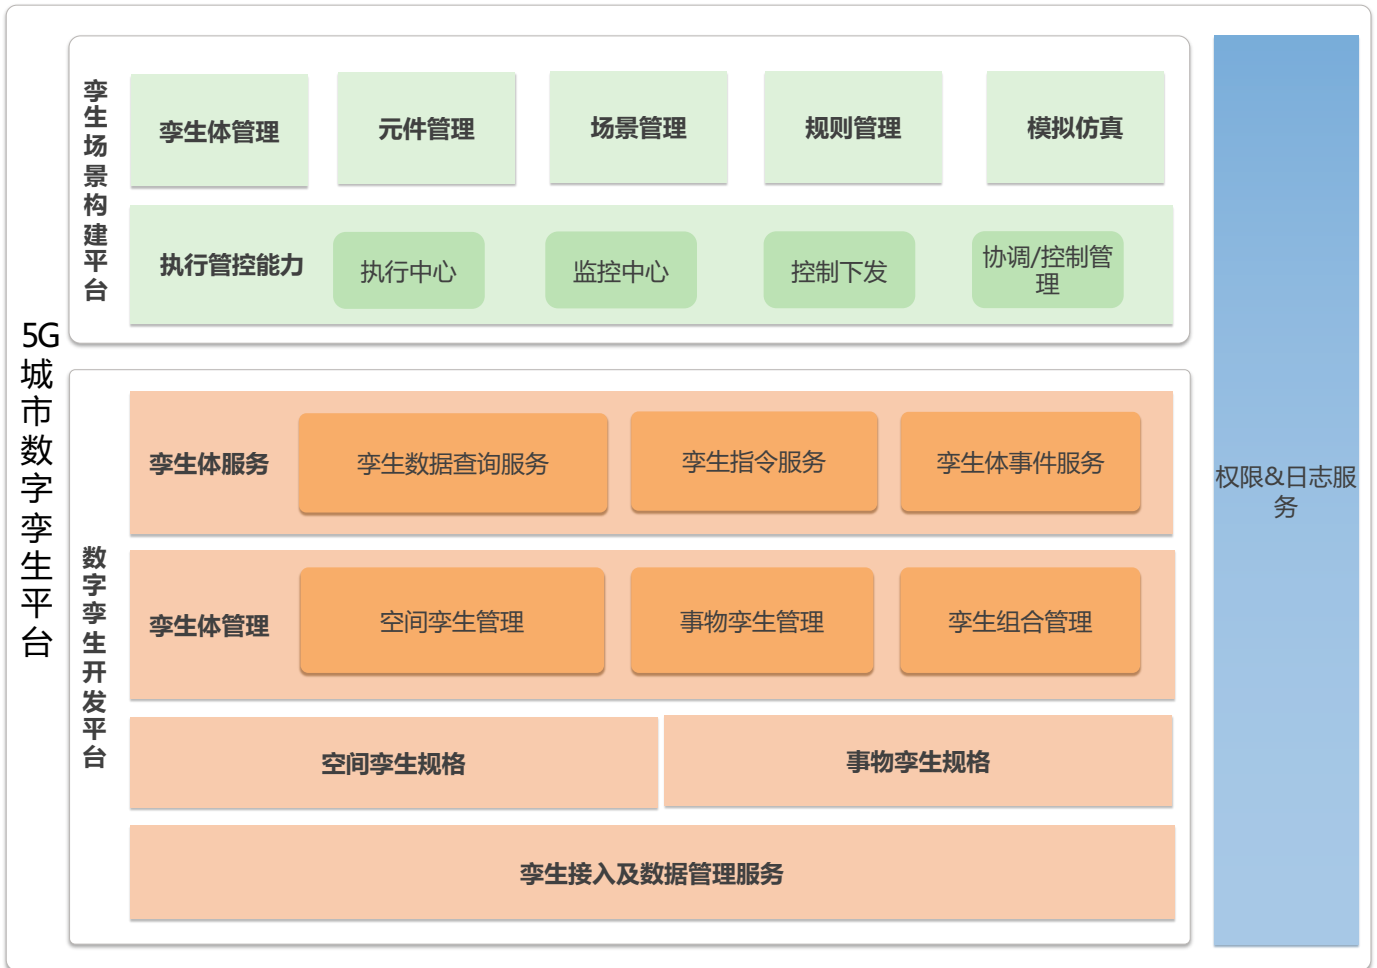 5G城市数字孪生平台
孪生场景构建平台
孪生体管理
元件管理
场景管理
规则管理
模拟仿真
执行管控能力
执行中心
监控中心
控制下发
协调/控制管
理
数字孪生开发平台
孪生体服务
孪生数据查询服务
孪生指令服务
孪生体事件服务
孪生体管理
空间孪生管理
事物孪生管理
孪生组合管理
空间孪生规格
事物孪生规格
孪生接入及数据管理服务
权限&日志服
务